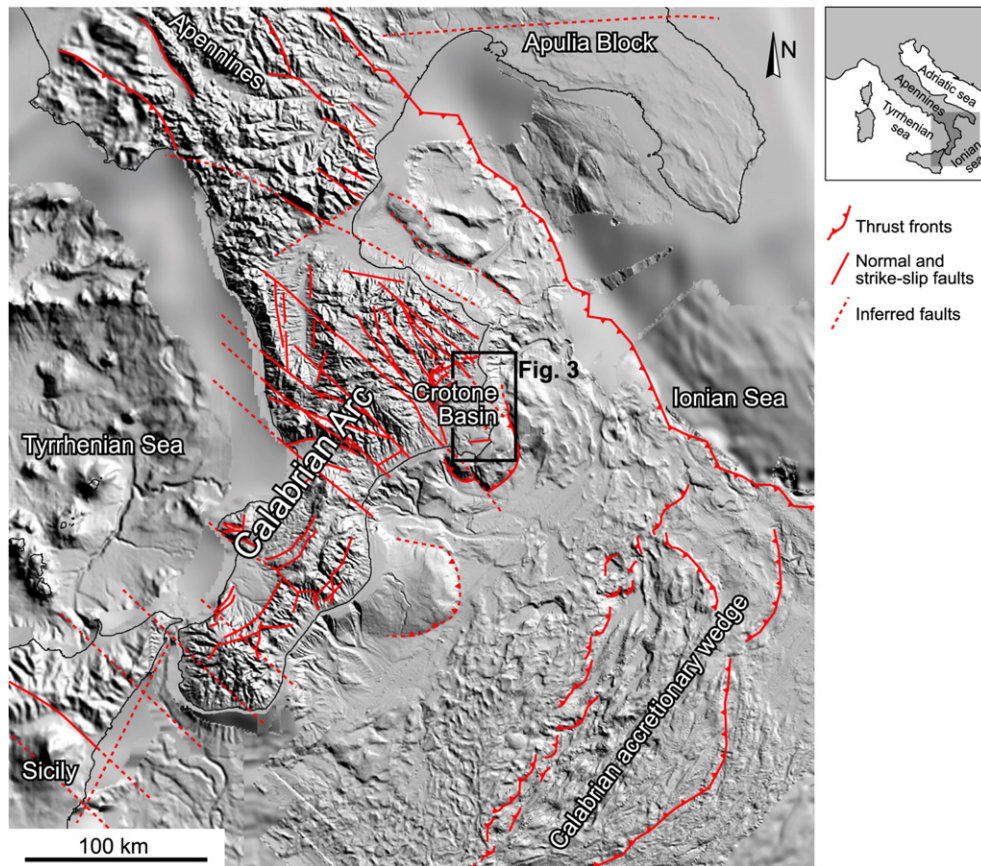 Apennines
Apulia Block
N
Fig. 3
Crotone
Basin
Ionian Sea
Tyrrhenian Sea
Calabrian Arc
Calabrian accretionary wedge
Sicily
100 km
Adriatic sea
Apennines
Tyrrhenian
sea
Ionian
sea
Thrust fronts
Normal and
strike-slip faults
Inferred faults